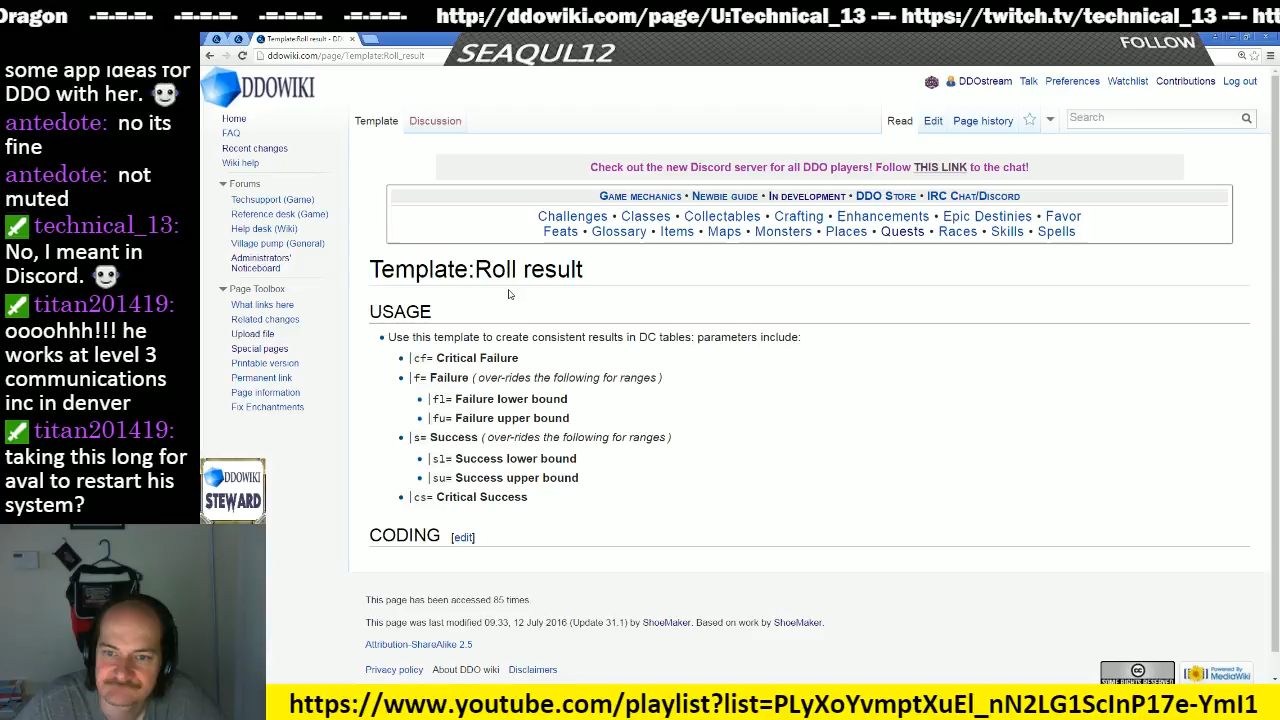 Dragon -=-=-=- -=-=-=- -=-=-=- -=-=-=- http://ddowiki.com/page/U:Technical_13 -=- https://twitch.tv/technical_13 -=- htt
some app ideas for
DDO with her.
antedote: no its
fine
antedote: not
muted
technical_13:
No, I meant in
Discord.
titan201419:
oooohhh!!! he
works at level 3
communications
inc in denver
titan201419:
taking this long for
aval to restart his
system?
Template:Roll result - DDO
ddowiki.com/page/Template:Roll_result
SEAQUL12
FOLLOW
DDOWIKI
DDOstream Talk Preferences Watchlist Contributions Log out
Home
FAQ
Recent changes
Wiki help
Forums
Techsupport (Game)
Reference desk (Game)
Help desk (Wiki)
Village pump (General)
Administrators'
Noticeboard
Page Toolbox
What links here
Related changes
Upload file
Special pages
Printable version
Permanent link
Page information
Fix Enchantments
DDOWIKI
STEWARD
Template Discussion
Read Edit Page history
Search
Check out the new Discord server for all DDO players! Follow THIS LINK to the chat!
Game mechanics • Newbie guide • In development • DDO Store • IRC Chat/Discord
Challenges • Classes • Collectables • Crafting • Enhancements • Epic Destinies • Favor
Feats • Glossary • Items • Maps • Monsters • Places • Quests • Races • Skills • Spells
Template:Roll result
USAGE
Use this template to create consistent results in DC tables: parameters include:
|cf= Critical Failure
|f= Failure (over-rides the following for ranges)
|fl= Failure lower bound
|fu= Failure upper bound
|s= Success (over-rides the following for ranges)
|sl= Success lower bound
|su= Success upper bound
|cs= Critical Success
CODING [edit]
This page has been accessed 85 times.
This page was last modified 09:33, 12 July 2016 (Update 31.1) by ShoeMaker. Based on work by ShoeMaker.
Attribution-ShareAlike 2.5
Privacy policy About DDO wiki Disclaimers
SOME RIGHTS RESERVED
Powered By
MediaWiki
https://www.youtube.com/playlist?list=PLyXoYvmptXuEl_nN2LG1ScInP17e-YmI1